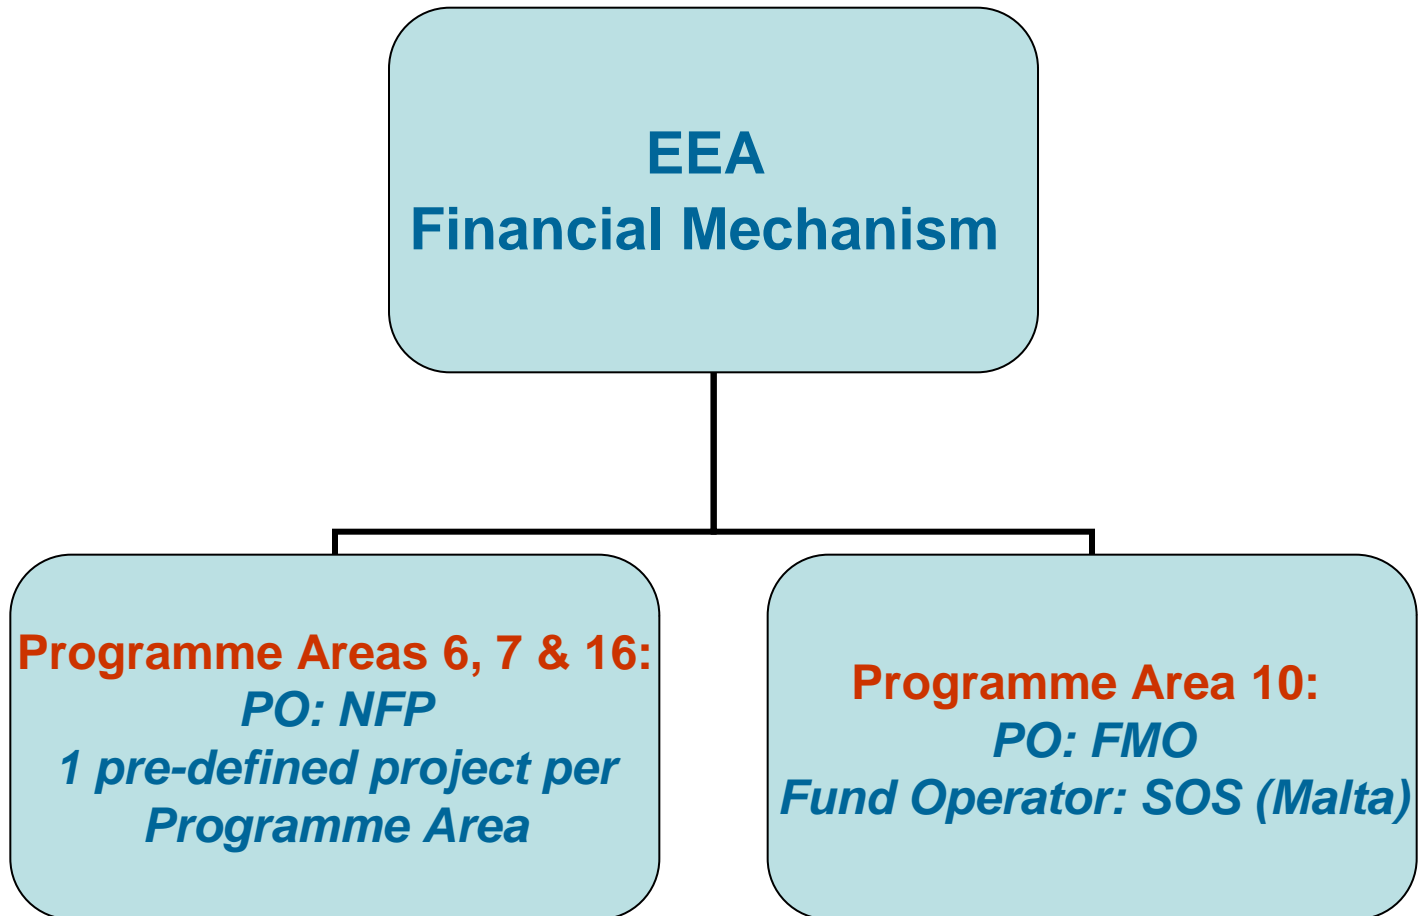 EEA
Financial Mechanism
Programme Areas 6, 7 & 16:
PO: NFP
1 pre-defined project per
Programme Area
Programme Area 10:
PO: FMO
Fund Operator: SOS (Malta)